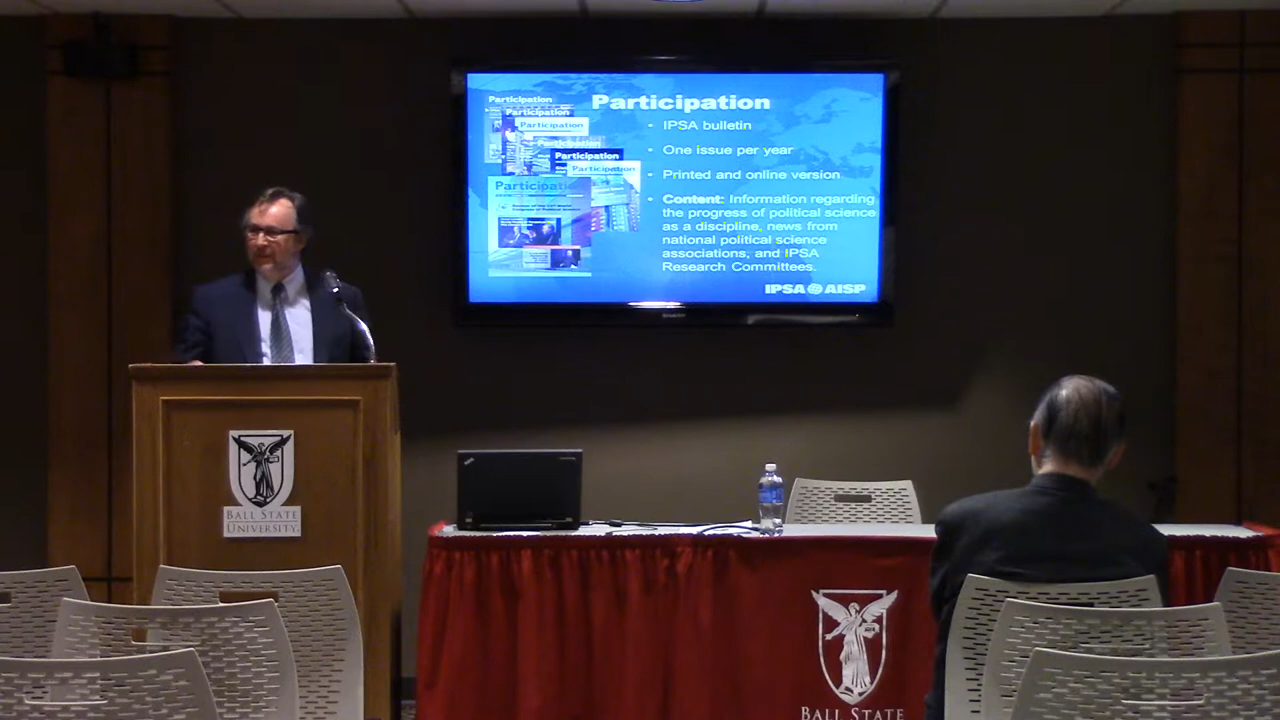 Participation
Participation
Participation
Participation
Participation
Participation
Participation
Participation
• IPSA bulletin
• One issue per year
• Printed and online version
• Content: Information regarding
the progress of political science
as a discipline, news from
national political science
associations, and IPSA
Research Committees.
IPSA AISP
BALL STATE
UNIVERSITY
BALL STATE